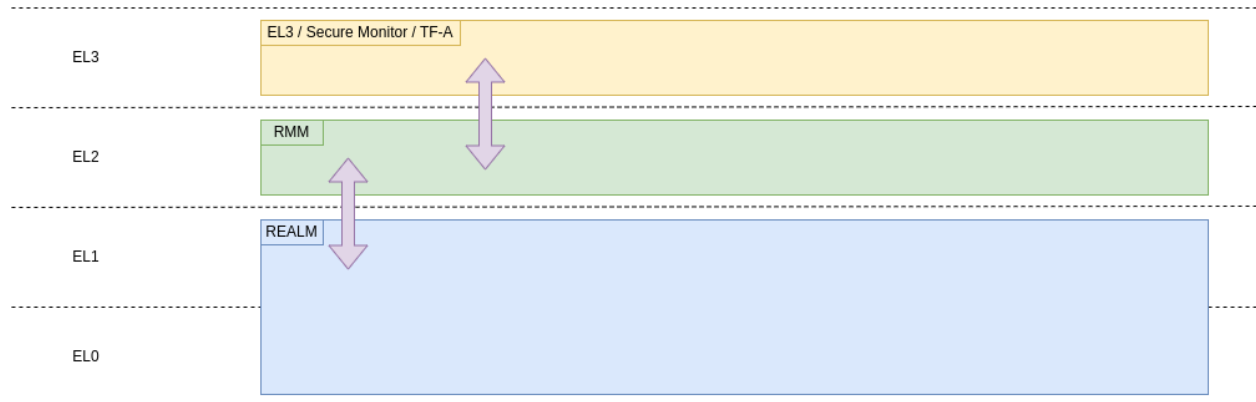 EL3 / Secure Monitor / TF-A
EL3
RMM
EL2
REALM
EL1
EL0